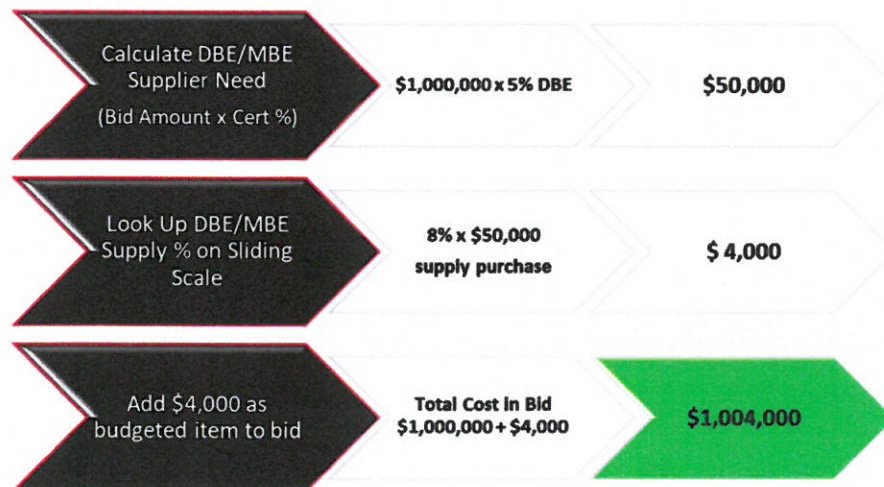 Calculate DBE/MBE
Supplier Need
(Bid Amount x Cert %)
$1,000,000 x 5% DBE
$50,000
Look Up DBE/MBE
Supply % on Sliding
Scale
8% x $50,000
supply purchase
$ 4,000
Add $4,000 as
budgeted item to bid
Total Cost in Bid
$1,000,000 + $4,000
$1,004,000